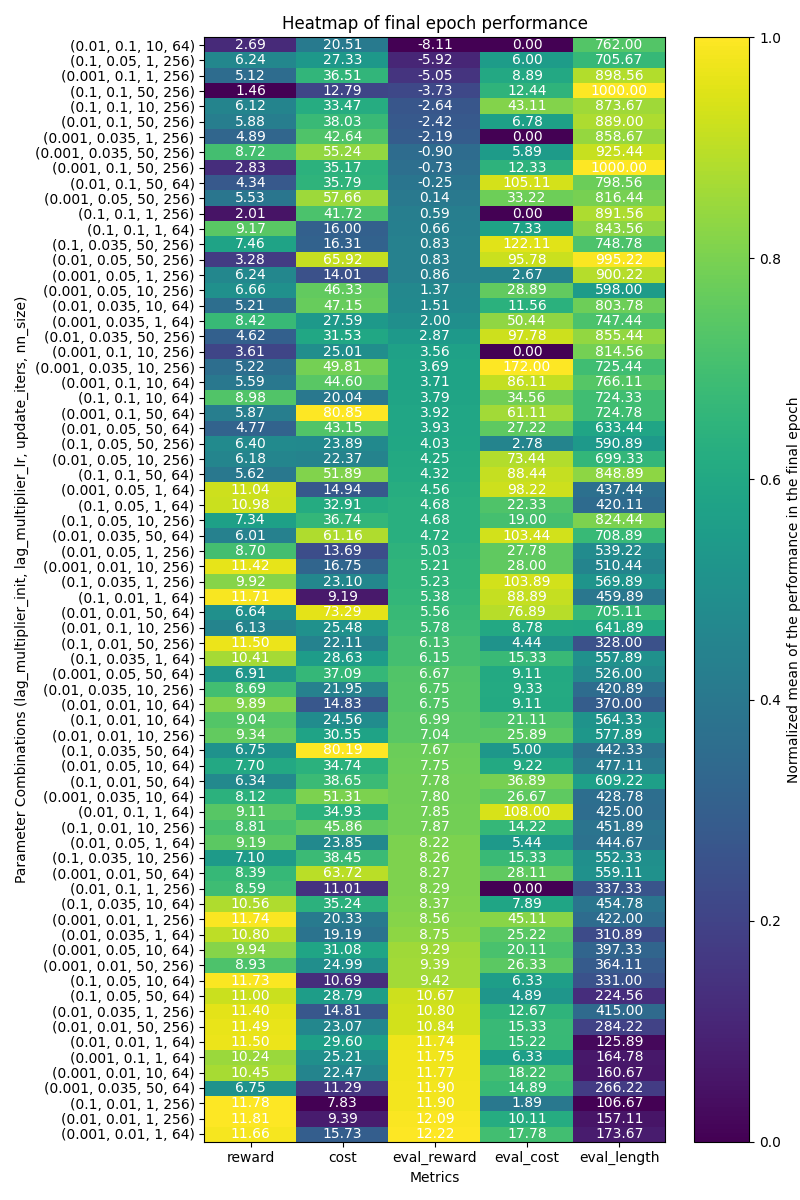 Heatmap of final epoch performance
(0.01, 0.1, 10, 64) 2.69 20.51 -8.11 0.00 762.00
(0.1, 0.05, 1, 256) 6.24 27.33 -5.92 6.00 705.67
(0.001, 0.1, 1, 256) 5.12 36.51 -5.05 8.89 898.56
(0.1, 0.1, 50, 256) 1.46 12.79 -3.73 12.44 1000.00
(0.1, 0.1, 10, 256) 6.12 33.47 -2.64 43.11 873.67
(0.01, 0.1, 50, 256) 5.88 38.03 -2.42 6.78 889.00
(0.001, 0.035, 1, 256) 4.89 42.64 -2.19 0.00 858.67
(0.001, 0.035, 50, 256) 8.72 55.24 -0.90 5.89 925.44
(0.001, 0.1, 50, 256) 2.83 35.17 -0.73 12.33 1000.00
(0.01, 0.1, 50, 64) 4.34 35.79 -0.25 105.11 798.56
(0.001, 0.05, 50, 256) 5.53 57.66 0.14 33.22 816.44
(0.1, 0.1, 1, 256) 2.01 41.72 0.59 0.00 891.56
(0.1, 0.1, 1, 64) 9.17 16.00 0.66 7.33 843.56
(0.1, 0.035, 50, 256) 7.46 16.31 0.83 122.11 748.78
(0.01, 0.05, 50, 256) 3.28 65.92 0.83 95.78 995.22
(0.001, 0.05, 1, 256) 6.24 14.01 0.86 2.67 900.22
(0.001, 0.05, 10, 256) 6.66 46.33 1.37 28.89 598.00
(0.01, 0.035, 10, 64) 5.21 47.15 1.51 11.56 803.78
(0.001, 0.035, 1, 64) 8.42 27.59 2.00 50.44 747.44
(0.01, 0.035, 50, 256) 4.62 31.53 2.87 97.78 855.44
(0.001, 0.1, 10, 256) 3.61 25.01 3.56 0.00 814.56
(0.001, 0.035, 10, 256) 5.22 49.81 3.69 172.00 725.44
(0.001, 0.1, 10, 64) 5.59 44.60 3.71 86.11 766.11
(0.1, 0.1, 10, 64) 8.98 20.04 3.79 34.56 724.33
(0.001, 0.1, 50, 64) 5.87 80.85 3.92 61.11 724.78
(0.01, 0.05, 50, 64) 4.77 43.15 3.93 27.22 633.44
(0.1, 0.05, 50, 256) 6.40 23.89 4.03 2.78 590.89
(0.01, 0.05, 10, 256) 6.18 22.37 4.25 73.44 699.33
(0.1, 0.1, 50, 64) 5.62 51.89 4.32 88.44 848.89
(0.001, 0.05, 1, 64) 11.04 14.94 4.56 98.22 437.44
(0.1, 0.05, 1, 64) 10.98 32.91 4.68 22.33 420.11
(0.1, 0.05, 10, 256) 7.34 36.74 4.68 19.00 824.44
(0.01, 0.035, 50, 64) 6.01 61.16 4.72 103.44 708.89
(0.01, 0.05, 1, 256) 8.70 13.69 5.03 27.78 539.22
(0.001, 0.01, 10, 256) 11.42 16.75 5.21 28.00 510.44
(0.1, 0.035, 1, 256) 9.92 23.10 5.23 103.89 569.89
(0.1, 0.01, 1, 64) 11.71 9.19 5.38 88.89 459.89
(0.01, 0.01, 50, 64) 6.64 73.29 5.56 76.89 705.11
(0.01, 0.1, 10, 256) 6.13 25.48 5.78 8.78 641.89
(0.1, 0.01, 50, 256) 11.50 22.11 6.13 4.44 328.00
(0.1, 0.035, 1, 64) 10.41 28.63 6.15 15.33 557.89
(0.001, 0.05, 50, 64) 6.91 37.09 6.67 9.11 526.00
(0.01, 0.035, 10, 256) 8.69 21.95 6.75 9.33 420.89
(0.01, 0.01, 10, 64) 9.89 14.83 6.75 9.11 370.00
(0.1, 0.01, 10, 64) 9.04 24.56 6.99 21.11 564.33
(0.01, 0.01, 10, 256) 9.34 30.55 7.04 25.89 577.89
(0.1, 0.035, 50, 64) 6.75 80.19 7.67 5.00 442.33
(0.01, 0.05, 10, 64) 7.70 34.74 7.75 9.22 477.11
(0.1, 0.01, 50, 64) 6.34 38.65 7.78 36.89 609.22
(0.001, 0.035, 10, 64) 8.12 51.31 7.80 26.67 428.78
(0.01, 0.1, 1, 64) 9.11 34.93 7.85 108.00 425.00
(0.1, 0.01, 10, 256) 8.81 45.86 7.87 14.22 451.89
(0.01, 0.05, 1, 64) 9.19 23.85 8.22 5.44 444.67
(0.1, 0.035, 10, 256) 7.10 38.45 8.26 15.33 552.33
(0.001, 0.01, 50, 64) 8.39 63.72 8.27 28.11 559.11
(0.01, 0.1, 1, 256) 8.59 11.01 8.29 0.00 337.33
(0.1, 0.035, 10, 64) 10.56 35.24 8.37 7.89 454.78
(0.001, 0.01, 1, 256) 11.74 20.33 8.56 45.11 422.00
(0.01, 0.035, 1, 64) 10.80 19.19 8.75 25.22 310.89
(0.001, 0.05, 10, 64) 9.94 31.08 9.29 20.11 397.33
(0.001, 0.01, 50, 256) 8.93 24.99 9.39 26.33 364.11
(0.1, 0.05, 10, 64) 11.73 10.69 9.42 6.33 331.00
(0.1, 0.05, 50, 64) 11.00 28.79 10.67 4.89 224.56
(0.01, 0.035, 1, 256) 11.40 14.81 10.80 12.67 415.00
(0.01, 0.01, 50, 256) 11.49 23.07 10.84 15.33 284.22
(0.01, 0.01, 1, 64) 11.50 29.60 11.74 15.22 125.89
(0.001, 0.1, 1, 64) 10.24 25.21 11.75 6.33 164.78
(0.001, 0.01, 10, 64) 10.45 22.47 11.77 18.22 160.67
(0.001, 0.035, 50, 64) 6.75 11.29 11.90 14.89 266.22
(0.1, 0.01, 1, 256) 11.78 7.83 11.90 1.89 106.67
(0.01, 0.01, 1, 256) 11.81 9.39 12.09 10.11 157.11
(0.001, 0.01, 1, 64) 11.66 15.73 12.22 17.78 173.67
reward cost eval_reward eval_cost eval_length
Metrics
Parameter Combinations (lag_multiplier_init, lag_multiplier_lr, update_iters, nn_size)
1.0
0.8
0.6
0.4
0.2
0.0
Normalized mean of the performance in the final epoch